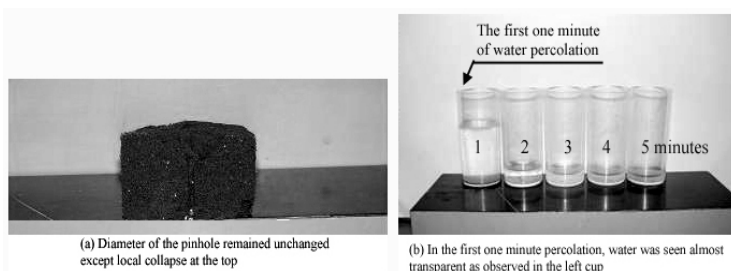 The first one minute
of water percolation
1 2 3 4 5 minutes
(a) Diameter of the pinhole remained unchanged
except local collapse at the top
(b) In the first one minute percolation, water was seen almost
transparent as observed in the left cup